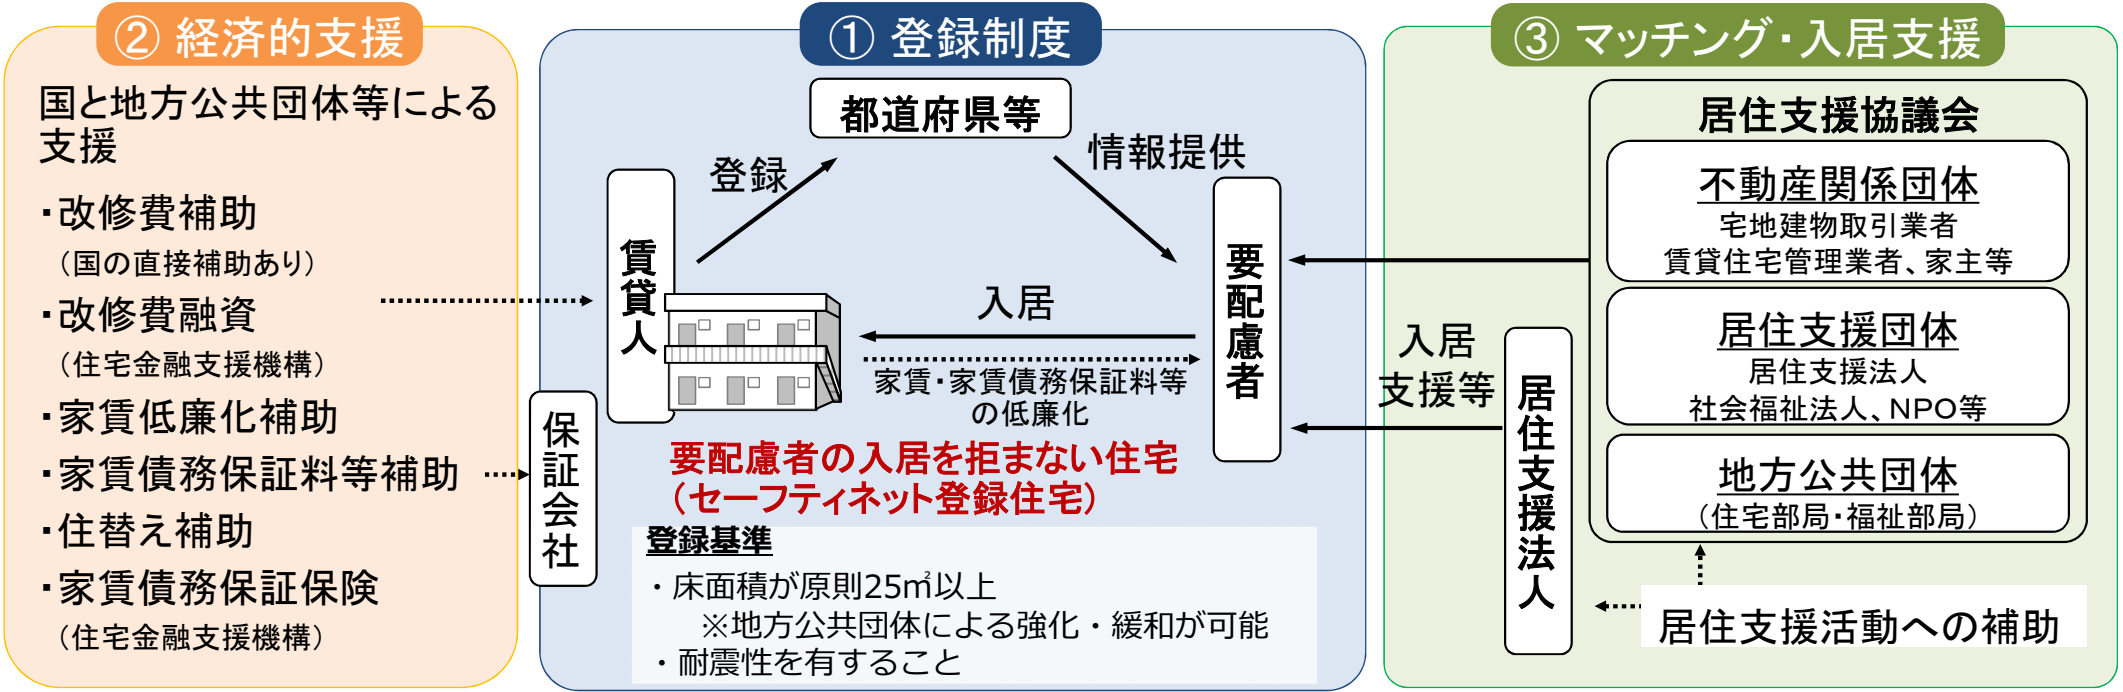 ② 経済的支援
国と地方公共団体等による
支援
・改修費補助
（国の直接補助あり）
・改修費融資
（住宅金融支援機構）
・家賃低廉化補助
・家賃債務保証料等補助
・住替え補助
・家賃債務保証保険
（住宅金融支援機構）
保証会社
① 登録制度
都道府県等
登録
情報提供
賃貸人
要配慮者
入居
家賃・家賃債務保証料等
の低廉化
要配慮者の入居を拒まない住宅
（セーフティネット登録住宅）
登録基準
・床面積が原則25㎡以上
※地方公共団体による強化・緩和が可能
・耐震性を有すること
③ マッチング・入居支援
居住支援協議会
不動産関係団体
宅地建物取引業者
賃貸住宅管理業者、家主等
居住支援団体
居住支援法人
社会福祉法人、NPO等
地方公共団体
（住宅部局・福祉部局）
入居
支援等
居住支援法人
居住支援活動への補助